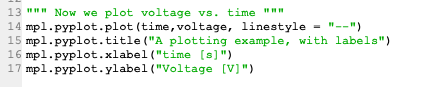 13 """ Now we plot voltage vs. time """
14 mpl.pyplot.plot(time,voltage, linestyle = "--")
15 mpl.pyplot.title("A plotting example, with labels")
16 mpl.pyplot.xlabel("time [s]")
17 mpl.pyplot.ylabel("Voltage [V]")